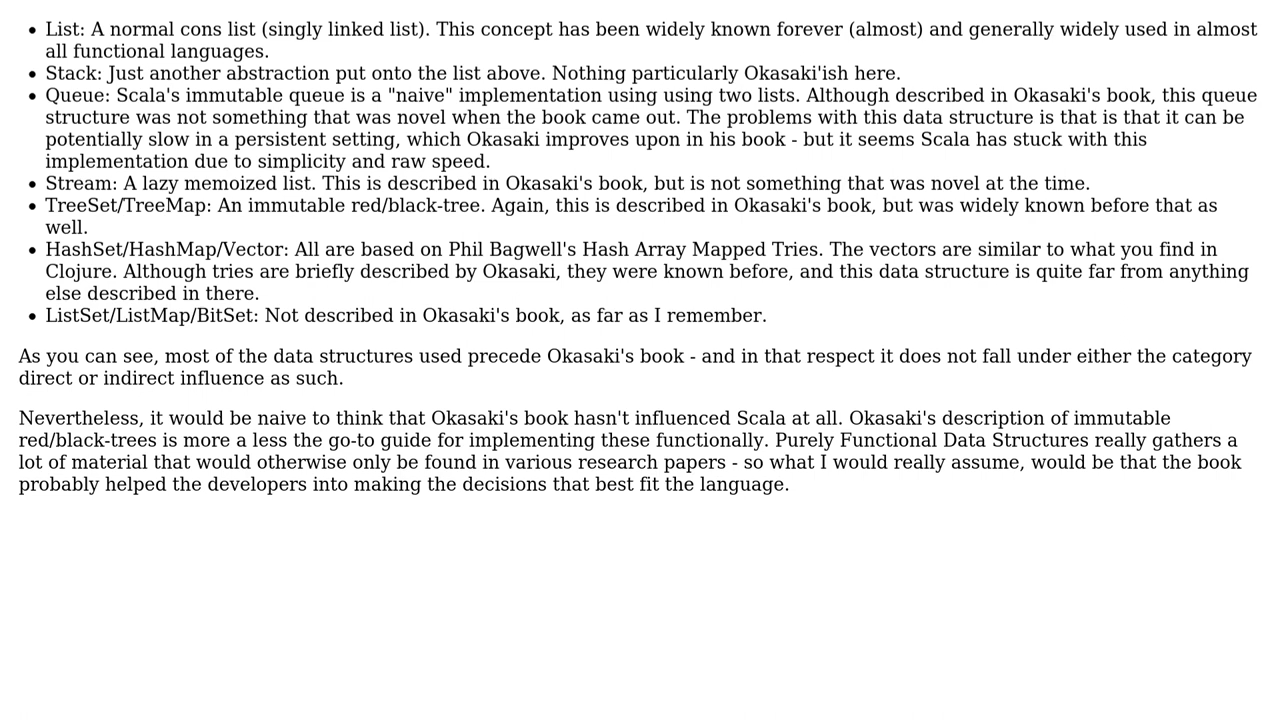 • List: A normal cons list (singly linked list). This concept has been widely known forever (almost) and generally widely used in almost
all functional languages.
• Stack: Just another abstraction put onto the list above. Nothing particularly Okasaki'ish here.
• Queue: Scala's immutable queue is a "naive" implementation using using two lists. Although described in Okasaki's book, this queue
structure was not something that was novel when the book came out. The problems with this data structure is that is that it can be
potentially slow in a persistent setting, which Okasaki improves upon in his book - but it seems Scala has stuck with this
implementation due to simplicity and raw speed.
• Stream: A lazy memoized list. This is described in Okasaki's book, but is not something that was novel at the time.
• TreeSet/TreeMap: An immutable red/black-tree. Again, this is described in Okasaki's book, but was widely known before that as
well.
• HashSet/HashMap/Vector: All are based on Phil Bagwell's Hash Array Mapped Tries. The vectors are similar to what you find in
Clojure. Although tries are briefly described by Okasaki, they were known before, and this data structure is quite far from anything
else described in there.
• ListSet/ListMap/BitSet: Not described in Okasaki's book, as far as I remember.
As you can see, most of the data structures used precede Okasaki's book - and in that respect it does not fall under either the category
direct or indirect influence as such.
Nevertheless, it would be naive to think that Okasaki's book hasn't influenced Scala at all. Okasaki's description of immutable
red/black-trees is more a less the go-to guide for implementing these functionally. Purely Functional Data Structures really gathers a
lot of material that would otherwise only be found in various research papers - so what I would really assume, would be that the book
probably helped the developers into making the decisions that best fit the language.